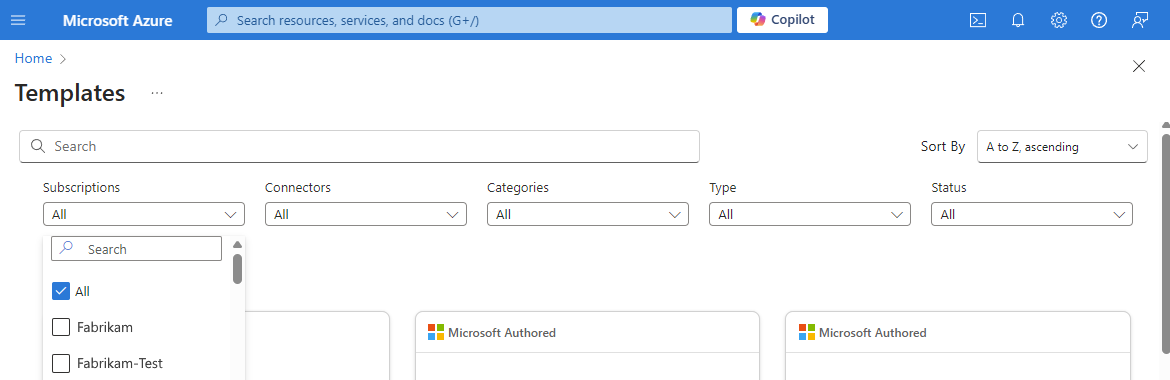 Microsoft Azure
Search resources, services, and docs (G+/)
Copilot
Home
Templates
...
Search
Sort By
A to Z, ascending
Subscriptions
Connectors
Categories
Type
Status
All
All
All
All
All
Search
All
Fabrikam
Fabrikam-Test
Microsoft Authored
Microsoft Authored